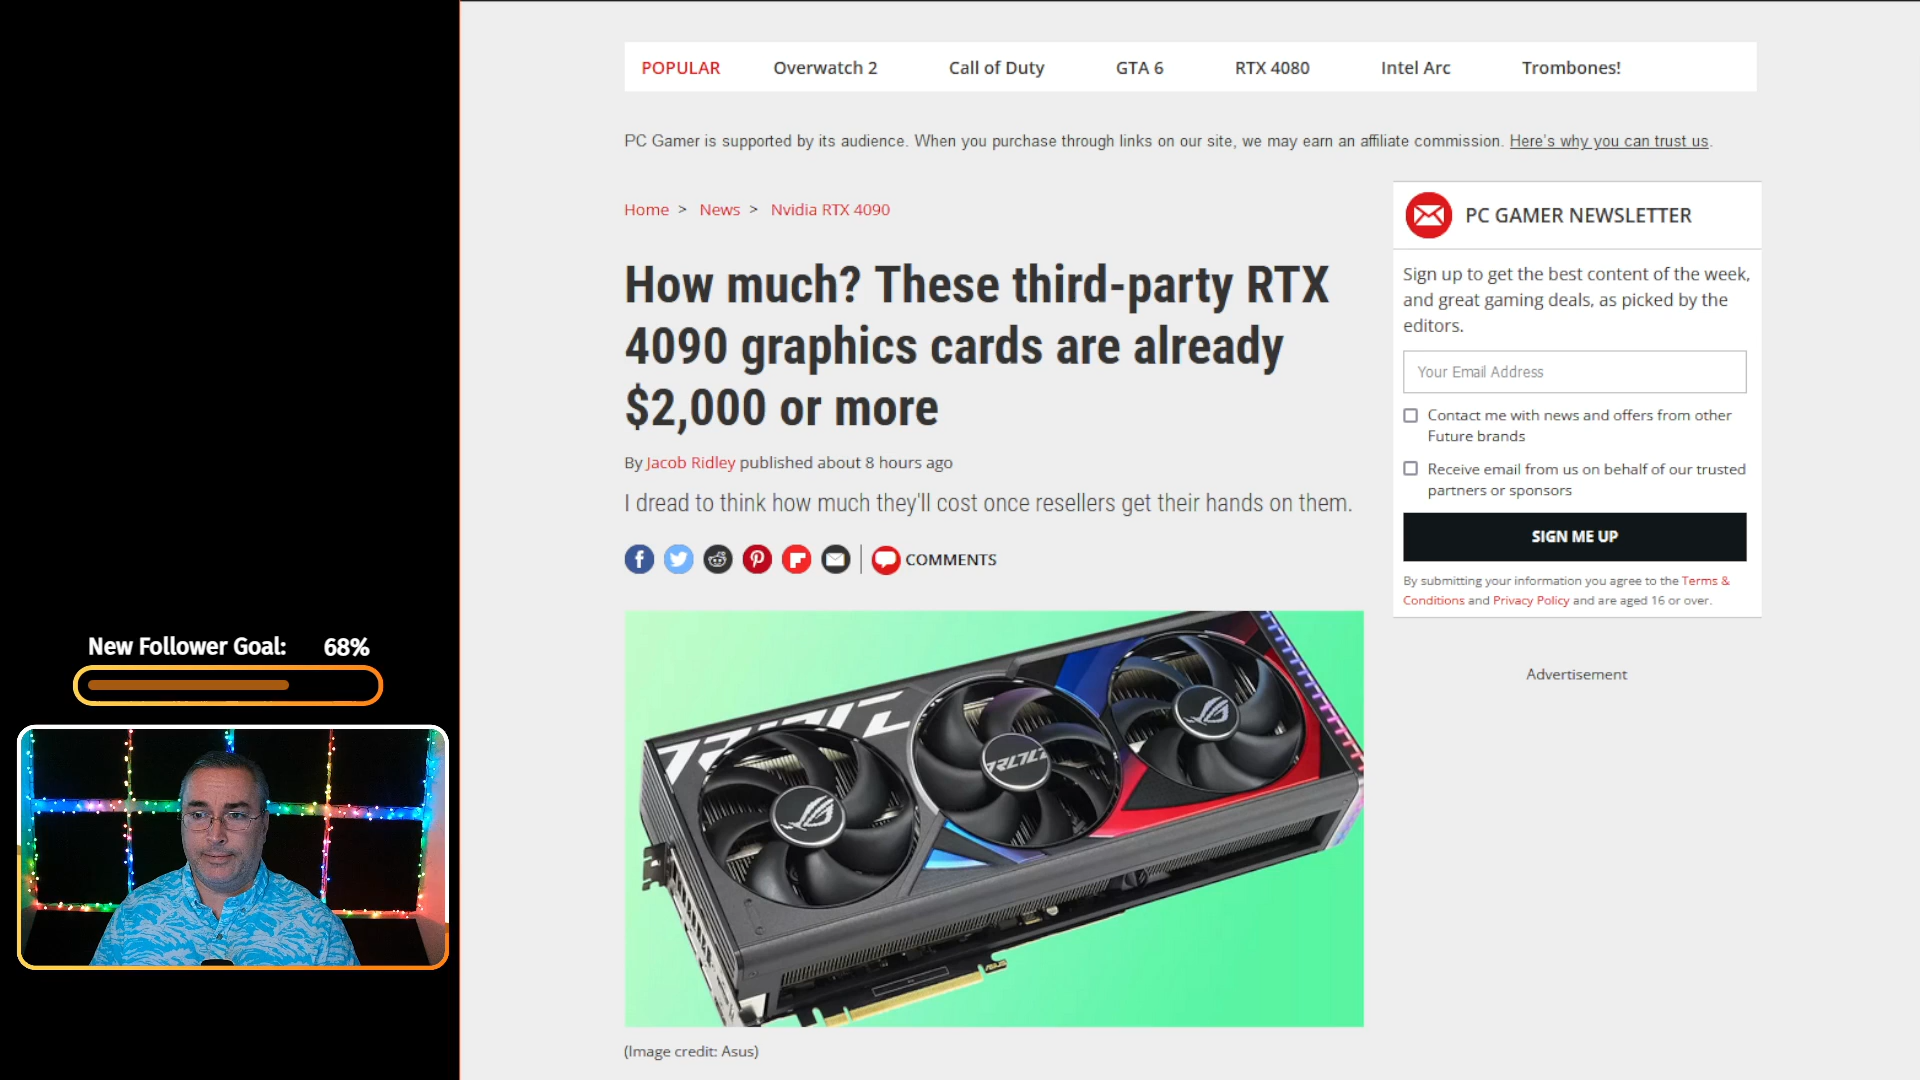 POPULAR Overwatch 2 Call of Duty GTA 6 RTX 4080 Intel Arc Trombones!
PC Gamer is supported by its audience. When you purchase through links on our site, we may earn an affiliate commission. Here's why you can trust us.
Home > News > Nvidia RTX 4090
How much? These third-party RTX
4090 graphics cards are already
$2,000 or more
By Jacob Ridley published about 8 hours ago
I dread to think how much they'll cost once resellers get their hands on them.
COMMENTS
(Image credit: Asus)
PC GAMER NEWSLETTER
Sign up to get the best content of the week,
and great gaming deals, as picked by the
editors.
Your Email Address
Contact me with news and offers from other
Future brands
Receive email from us on behalf of our trusted
partners or sponsors
SIGN ME UP
By submitting your information you agree to the Terms &
Conditions and Privacy Policy and are aged 16 or over.
Advertisement
New Follower Goal: 68%